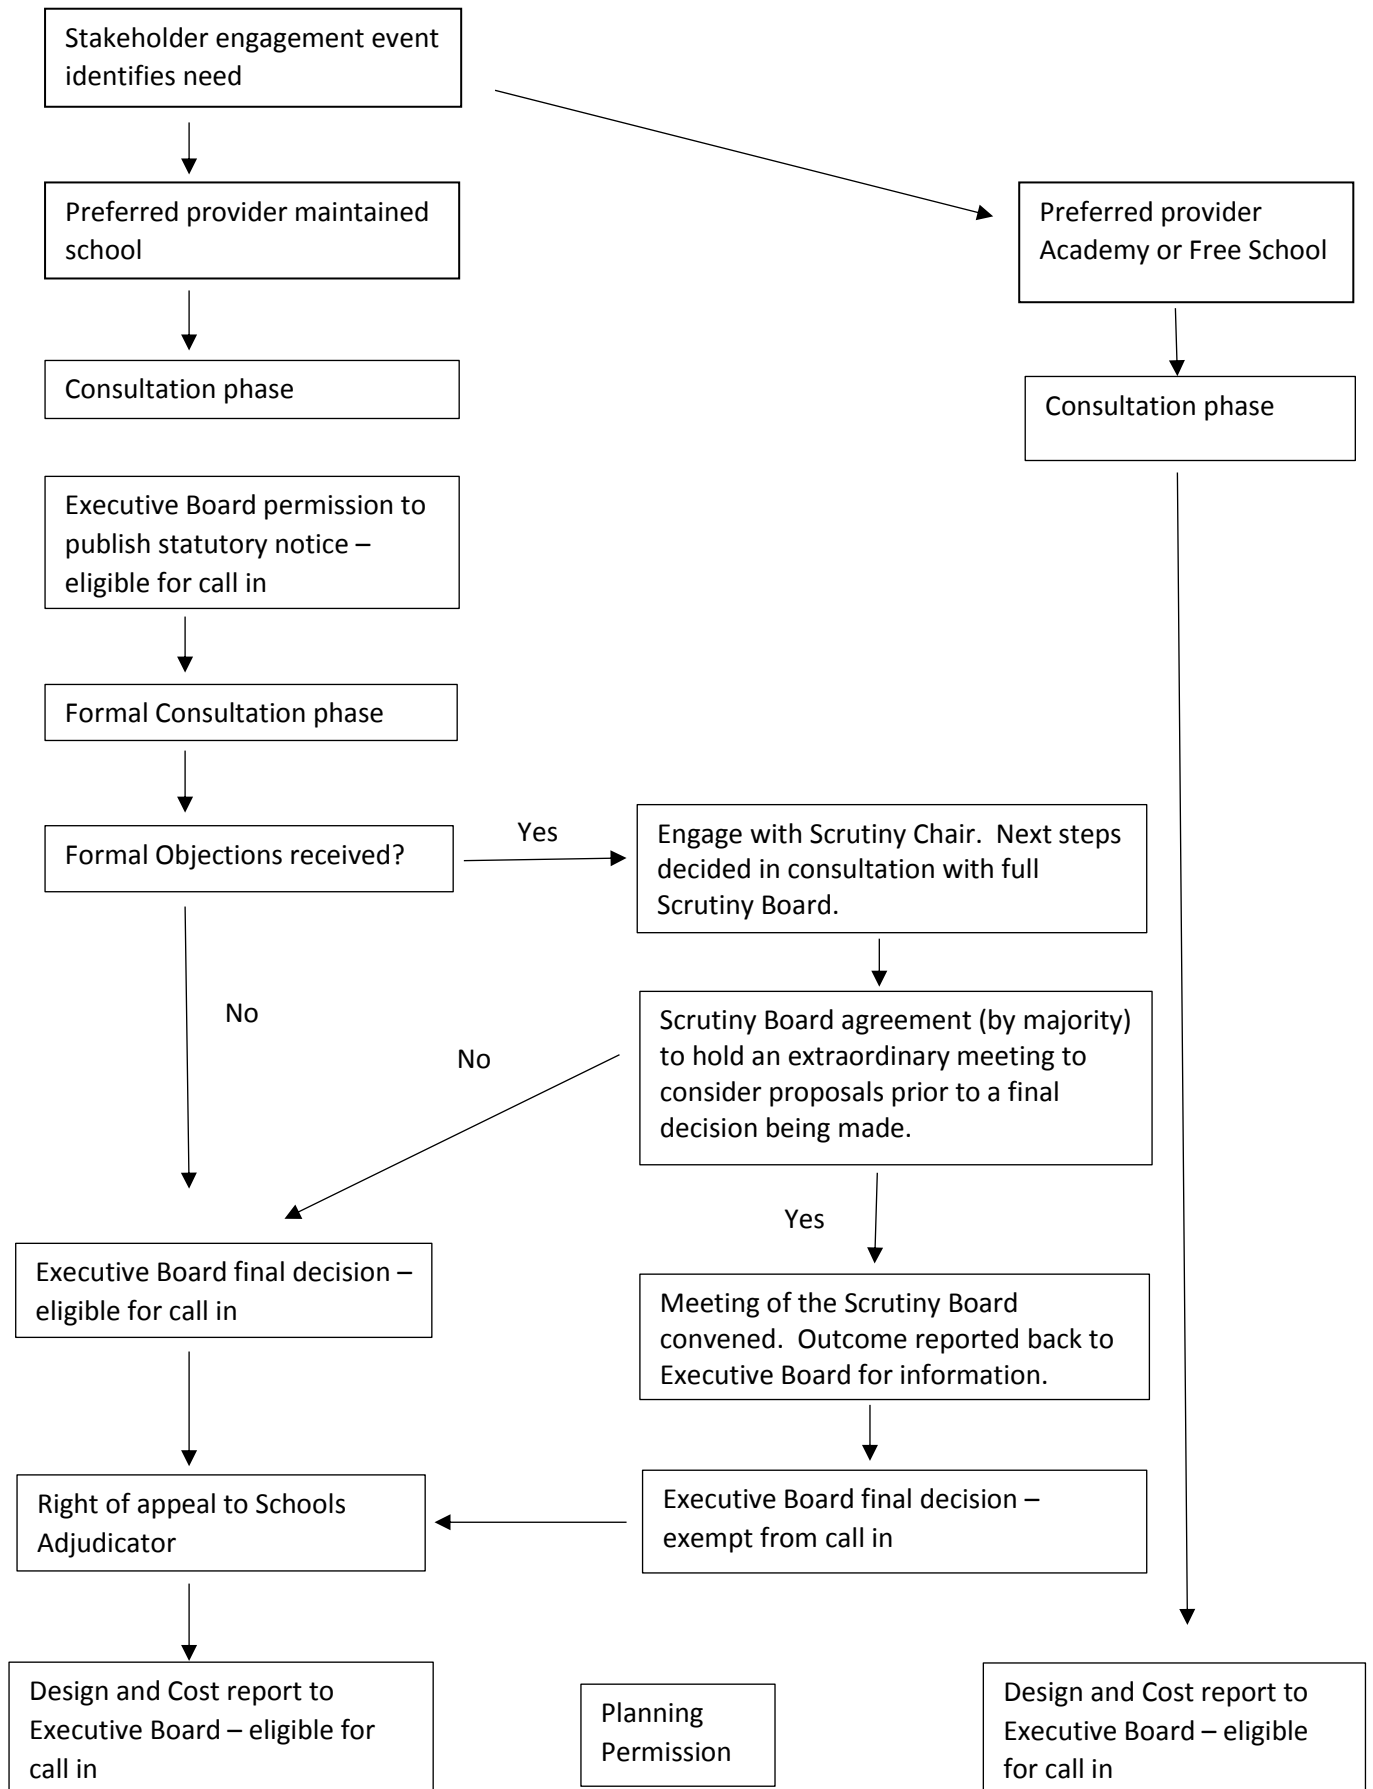 Stakeholder engagement event
identifies need
Preferred provider maintained
school
Preferred provider
Academy or Free School
Consultation phase
Consultation phase
Executive Board permission to
publish statutory notice –
eligible for call in
Formal Consultation phase
Formal Objections received?
Yes
Engage with Scrutiny Chair.  Next steps
decided in consultation with full
Scrutiny Board.
No
No
Scrutiny Board agreement (by majority)
to hold an extraordinary meeting to
consider proposals prior to a final
decision being made.
Yes
Executive Board final decision –
eligible for call in
Meeting of the Scrutiny Board
convened.  Outcome reported back to
Executive Board for information.
Right of appeal to Schools
Adjudicator
Executive Board final decision –
exempt from call in
Design and Cost report to
Executive Board – eligible for
call in
Planning
Permission
Design and Cost report to
Executive Board – eligible
for call in